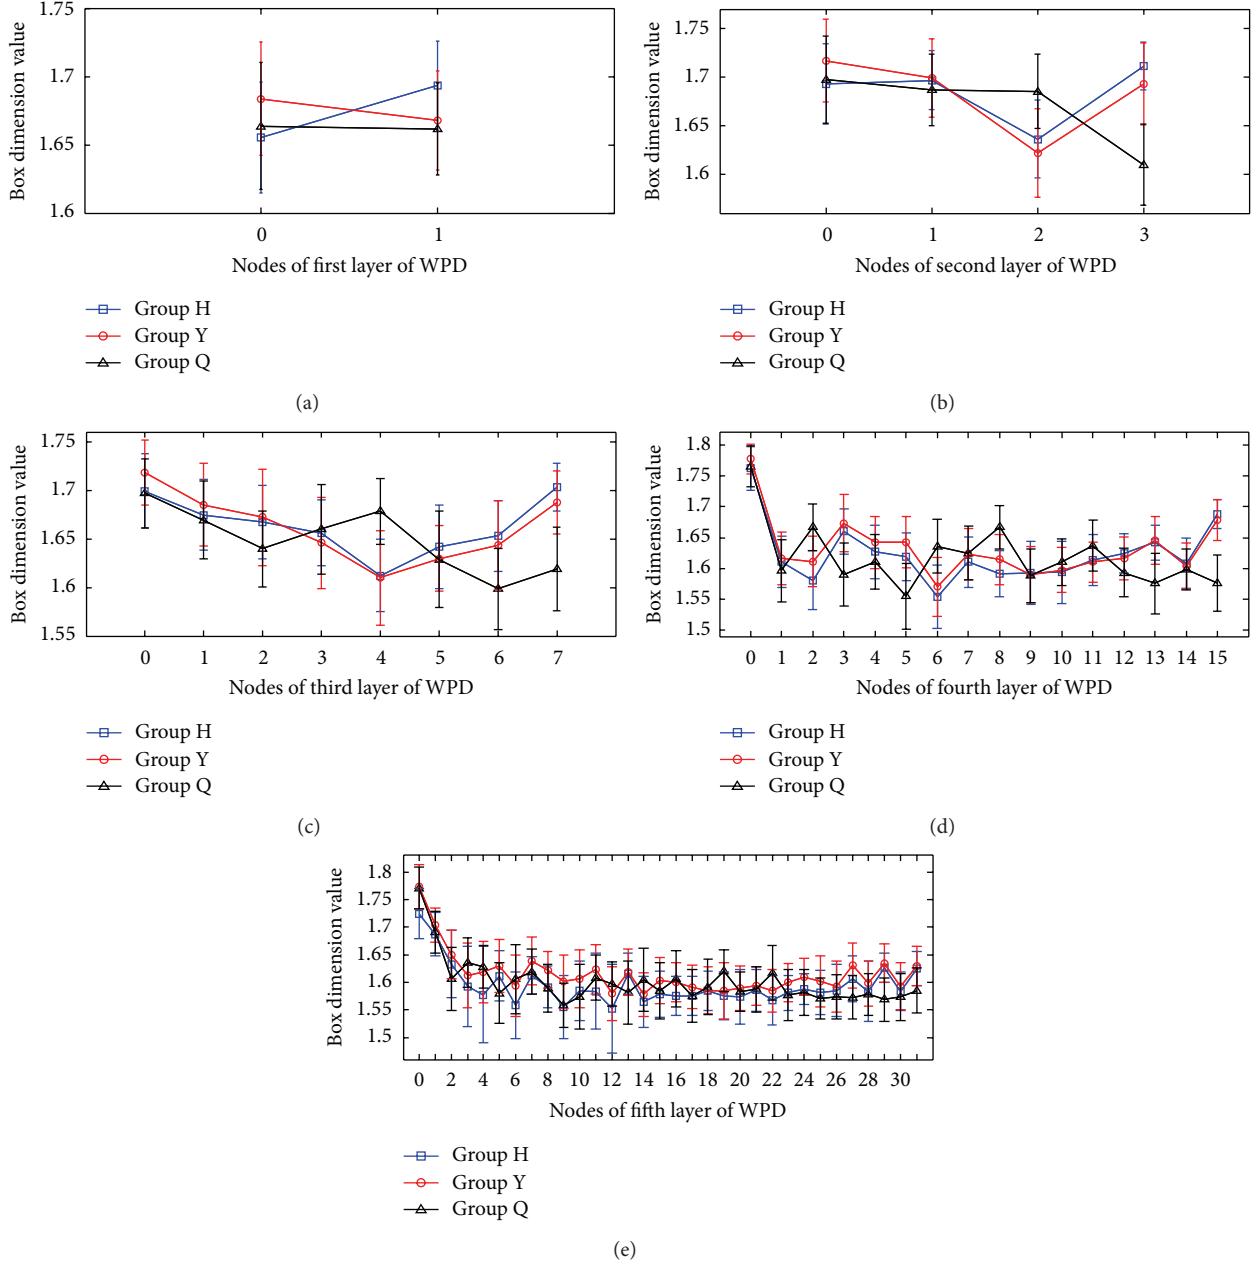 Box dimension value
1.75
1.7
1.65
1.6
0 1
Nodes of first layer of WPD
Group H
Group Y
Group Q
(a)
Box dimension value
1.75
1.7
1.65
1.6
0 1 2 3
Nodes of second layer of WPD
Group H
Group Y
Group Q
(b)
Box dimension value
1.75
1.7
1.65
1.6
1.55
0 1 2 3 4 5 6 7
Nodes of third layer of WPD
Group H
Group Y
Group Q
(c)
Box dimension value
1.8
1.75
1.7
1.65
1.6
1.55
1.5
0 1 2 3 4 5 6 7 8 9 10 11 12 13 14 15
Nodes of fourth layer of WPD
Group H
Group Y
Group Q
(d)
Box dimension value
1.8
1.75
1.7
1.65
1.6
1.55
1.5
0 2 4 6 8 10 12 14 16 18 20 22 24 26 28 30
Nodes of fifth layer of WPD
Group H
Group Y
Group Q
(e)